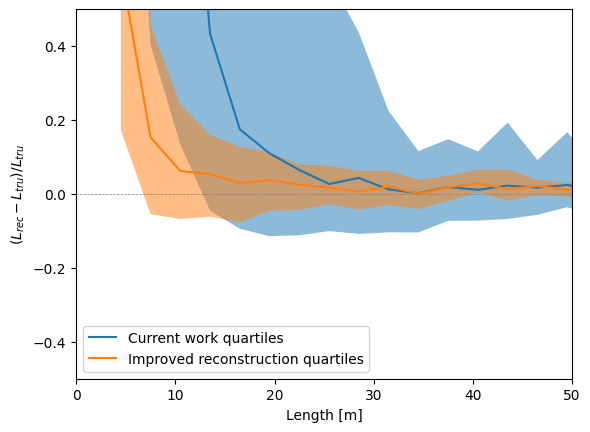 0.4
0.2
0.0
−0.2
−0.4
(L_rec − L_tru)/L_tru
Current work quartiles
Improved reconstruction quartiles
0 10 20 30 40 50
Length [m]